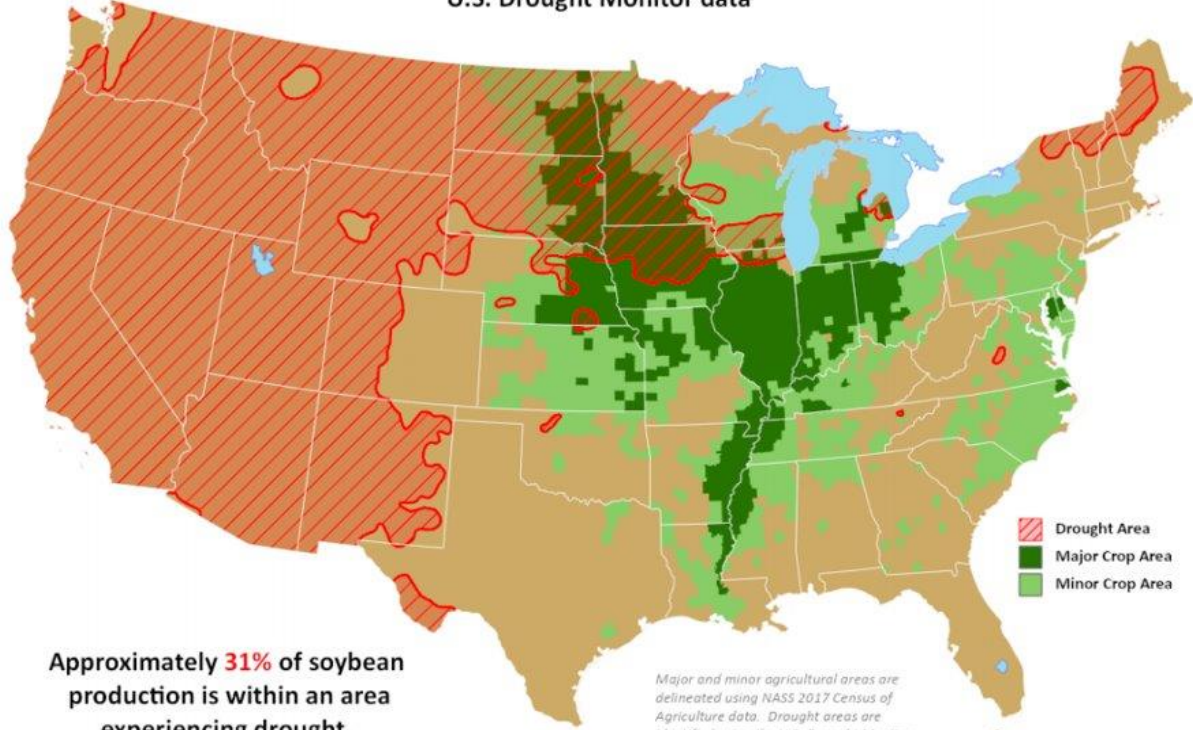 U.S. Drought Monitor data
Drought Area
Major Crop Area
Minor Crop Area
Approximately 31% of soybean
production is within an area
experiencing drought
Major and minor agricultural areas are
delineated using NASS 2017 Census of
Agriculture data. Drought areas are